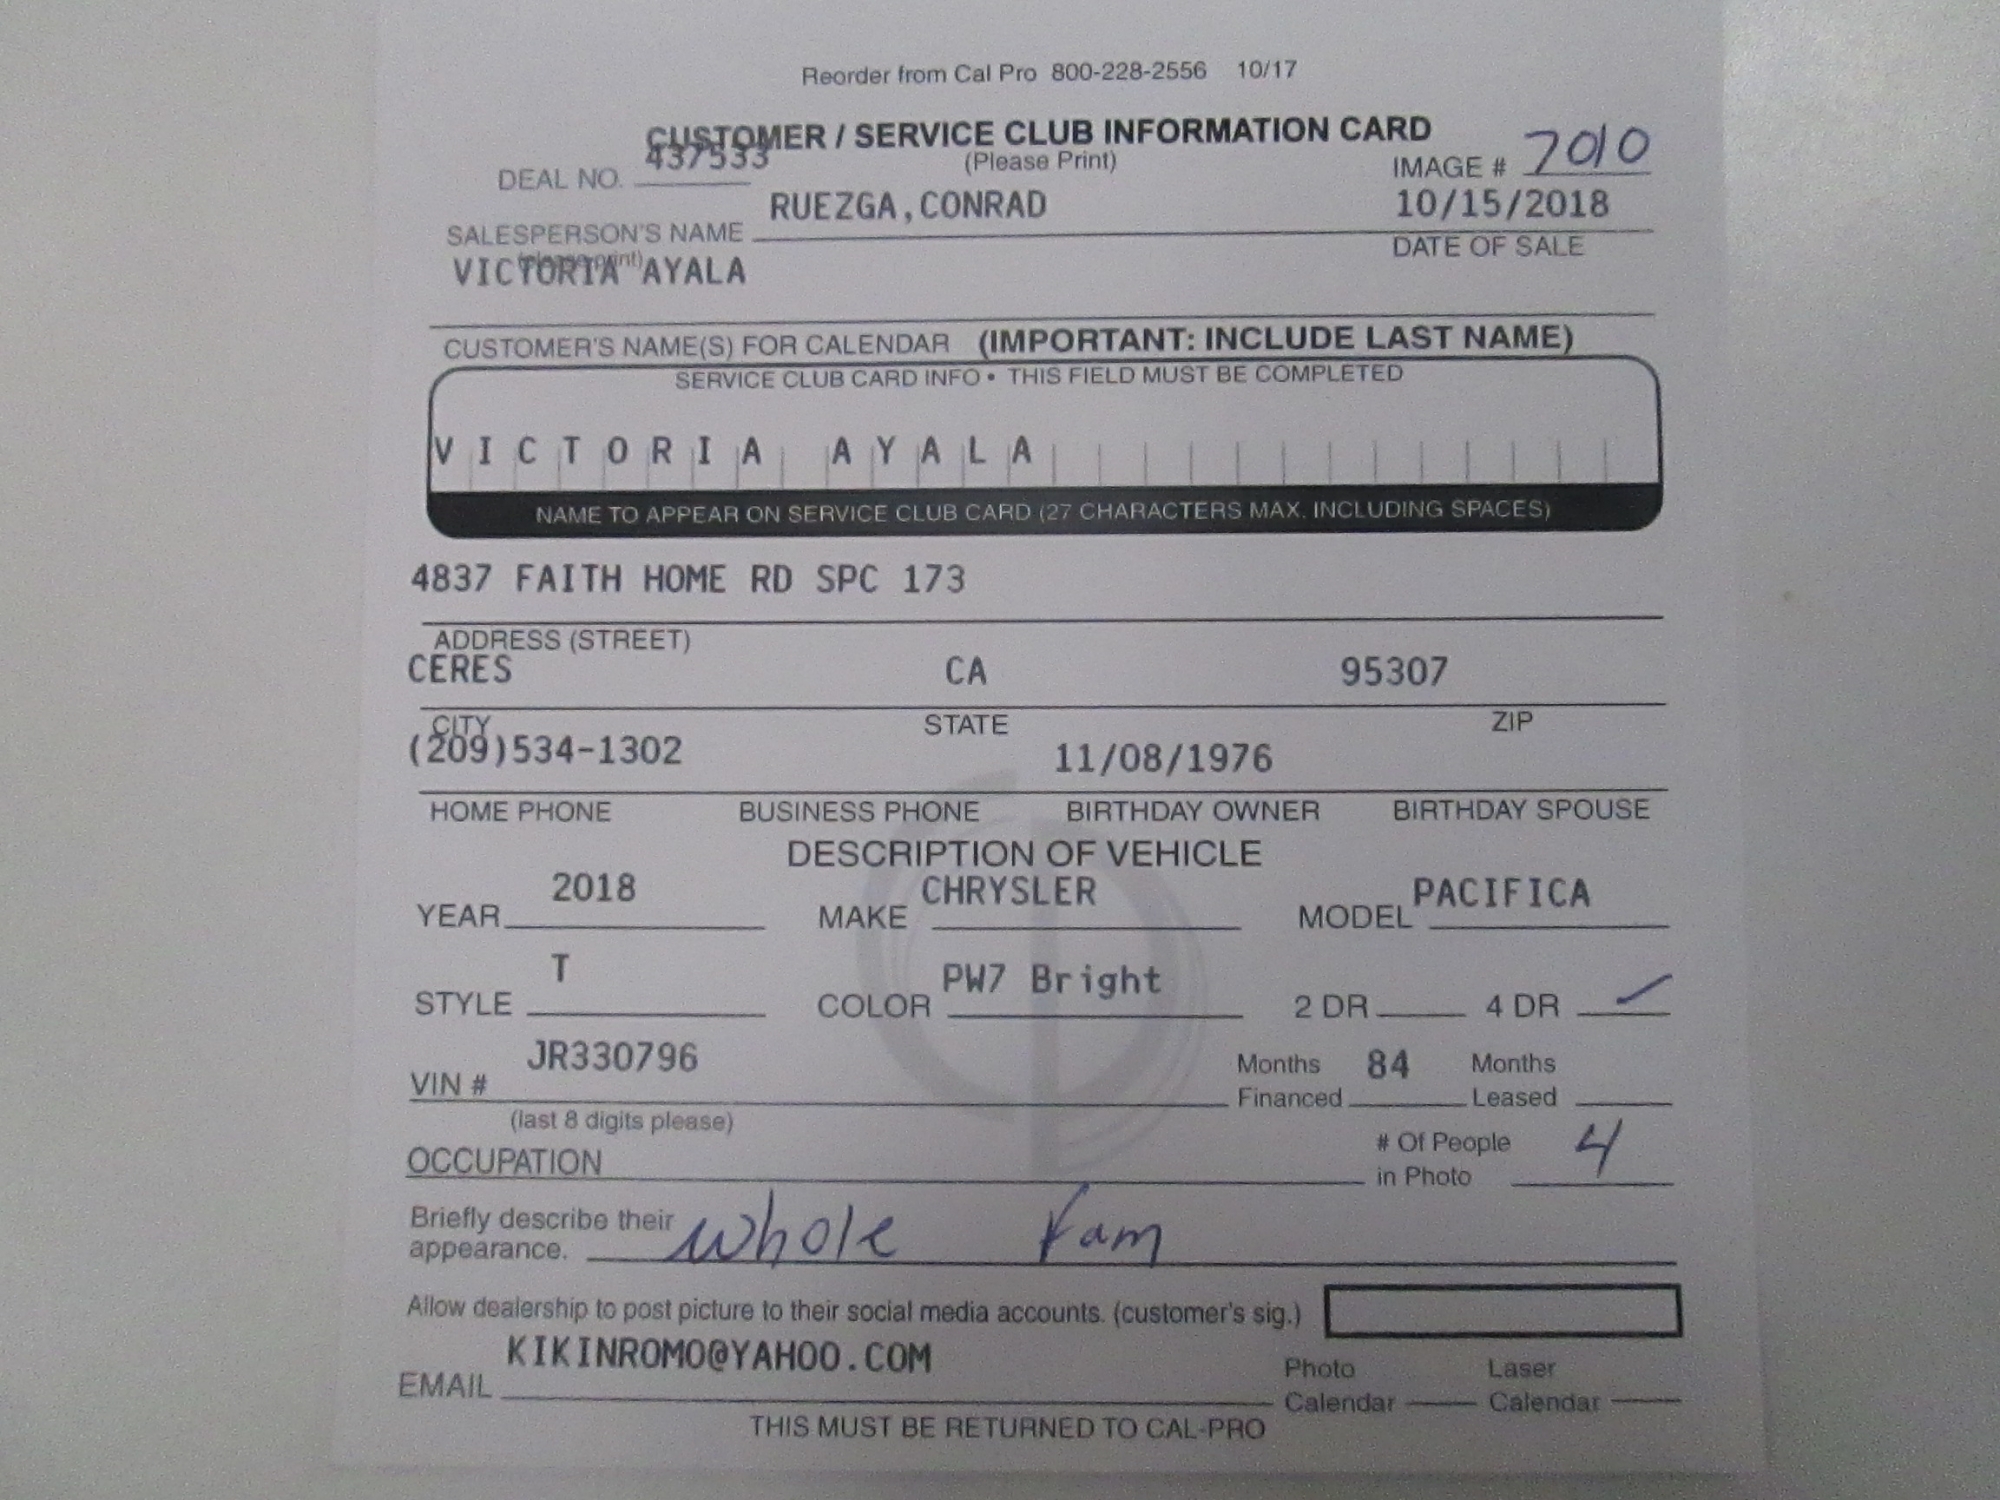 Reorder from Cal Pro 800-228-2556 10/17
CUSTOMER / SERVICE CLUB INFORMATION CARD
(Please Print)
DEAL NO. 437533
IMAGE # 7010
SALESPERSON'S NAME RUEZGA,CONRAD
(please print)
10/15/2018
DATE OF SALE
VICTORIA AYALA
CUSTOMER'S NAME(S) FOR CALENDAR (IMPORTANT: INCLUDE LAST NAME)
SERVICE CLUB CARD INFO • THIS FIELD MUST BE COMPLETED
VICTORIA AYALA
NAME TO APPEAR ON SERVICE CLUB CARD (27 CHARACTERS MAX. INCLUDING SPACES)
4837 FAITH HOME RD SPC 173
ADDRESS (STREET)
CERES CA 95307
CITY STATE ZIP
(209)534-1302 11/08/1976
HOME PHONE BUSINESS PHONE BIRTHDAY OWNER BIRTHDAY SPOUSE
DESCRIPTION OF VEHICLE
YEAR 2018 MAKE CHRYSLER MODEL PACIFICA
STYLE T COLOR PW7 Bright 2 DR 4 DR ✓
VIN # JR330796
(last 8 digits please)
Months Financed 84 Months Leased
OCCUPATION
# Of People in Photo 4
Briefly describe their appearance. whole Fam
Allow dealership to post picture to their social media accounts. (customer's sig.)
EMAIL KIKINROMO@YAHOO.COM
Photo Calendar Laser Calendar
THIS MUST BE RETURNED TO CAL-PRO